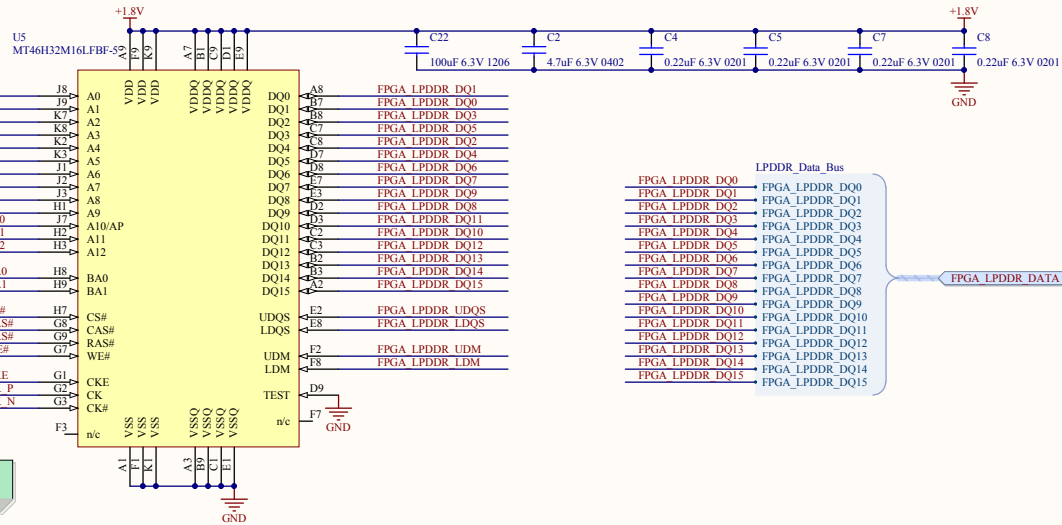 +1.8V
+1.8V
U5
MT46H32M16LFBF-5
A9 F9 K9 A7 B1 C9 D1 E9
VDD VDD VDD VDDQ VDDQ VDDQ VDDQ VDDQ
C22
100uF 6.3V 1206
C2
4.7uF 6.3V 0402
C4
0.22uF 6.3V 0201
C5
0.22uF 6.3V 0201
C7
0.22uF 6.3V 0201
C8
0.22uF 6.3V 0201
GND
J8 A0 DQ0 A8 FPGA_LPDDR_DQ1
J9 A1 DQ1 B7 FPGA_LPDDR_DQ0
K7 A2 DQ2 B8 FPGA_LPDDR_DQ3
K8 A3 DQ3 C7 FPGA_LPDDR_DQ5
K2 A4 DQ4 C8 FPGA_LPDDR_DQ2
K3 A5 DQ5 D7 FPGA_LPDDR_DQ4
J1 A6 DQ6 D8 FPGA_LPDDR_DQ6
J2 A7 DQ7 E7 FPGA_LPDDR_DQ7
J3 A8 DQ8 E3 FPGA_LPDDR_DQ9
H1 A9 DQ9 D2 FPGA_LPDDR_DQ8
0 J7 A10/AP DQ10 D3 FPGA_LPDDR_DQ11
1 H2 A11 DQ11 C2 FPGA_LPDDR_DQ10
2 H3 A12 DQ12 C3 FPGA_LPDDR_DQ12
DQ13 B2 FPGA_LPDDR_DQ13
A0 H8 BA0 DQ14 B3 FPGA_LPDDR_DQ14
A1 H9 BA1 DQ15 A2 FPGA_LPDDR_DQ15
# H7 CS# UDQS E2 FPGA_LPDDR_UDQS
S# G8 CAS# LDQS E8 FPGA_LPDDR_LDQS
S# G9 RAS#
E# G7 WE# UDM F2 FPGA_LPDDR_UDM
LDM F8 FPGA_LPDDR_LDM
E G1 CKE
P G2 CK TEST D9
N G3 CK#
GND
F3 n/c n/c F7
VSS VSS VSS VSSQ VSSQ VSSQ VSSQ
A1 F1 K1 A3 B9 C1 E1
GND
LPDDR_Data_Bus
FPGA_LPDDR_DQ0 FPGA_LPDDR_DQ0
FPGA_LPDDR_DQ1 FPGA_LPDDR_DQ1
FPGA_LPDDR_DQ2 FPGA_LPDDR_DQ2
FPGA_LPDDR_DQ3 FPGA_LPDDR_DQ3
FPGA_LPDDR_DQ4 FPGA_LPDDR_DQ4
FPGA_LPDDR_DQ5 FPGA_LPDDR_DQ5
FPGA_LPDDR_DQ6 FPGA_LPDDR_DQ6
FPGA_LPDDR_DQ7 FPGA_LPDDR_DQ7
FPGA_LPDDR_DQ8 FPGA_LPDDR_DQ8
FPGA_LPDDR_DQ9 FPGA_LPDDR_DQ9
FPGA_LPDDR_DQ10 FPGA_LPDDR_DQ10
FPGA_LPDDR_DQ11 FPGA_LPDDR_DQ11
FPGA_LPDDR_DQ12 FPGA_LPDDR_DQ12
FPGA_LPDDR_DQ13 FPGA_LPDDR_DQ13
FPGA_LPDDR_DQ14 FPGA_LPDDR_DQ14
FPGA_LPDDR_DQ15 FPGA_LPDDR_DQ15
FPGA_LPDDR_DATA